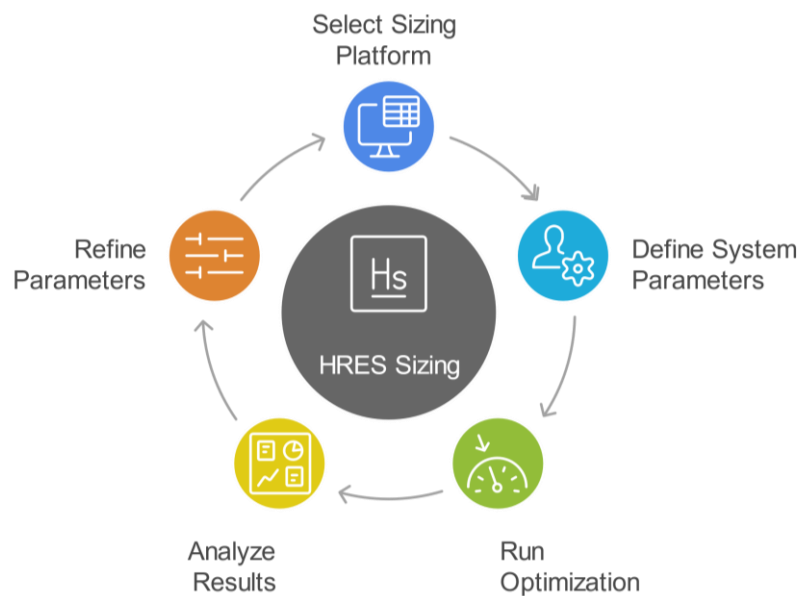 Select Sizing
Platform
Define System
Parameters
Run
Optimization
Analyze
Results
Refine
Parameters
Hs
HRES Sizing